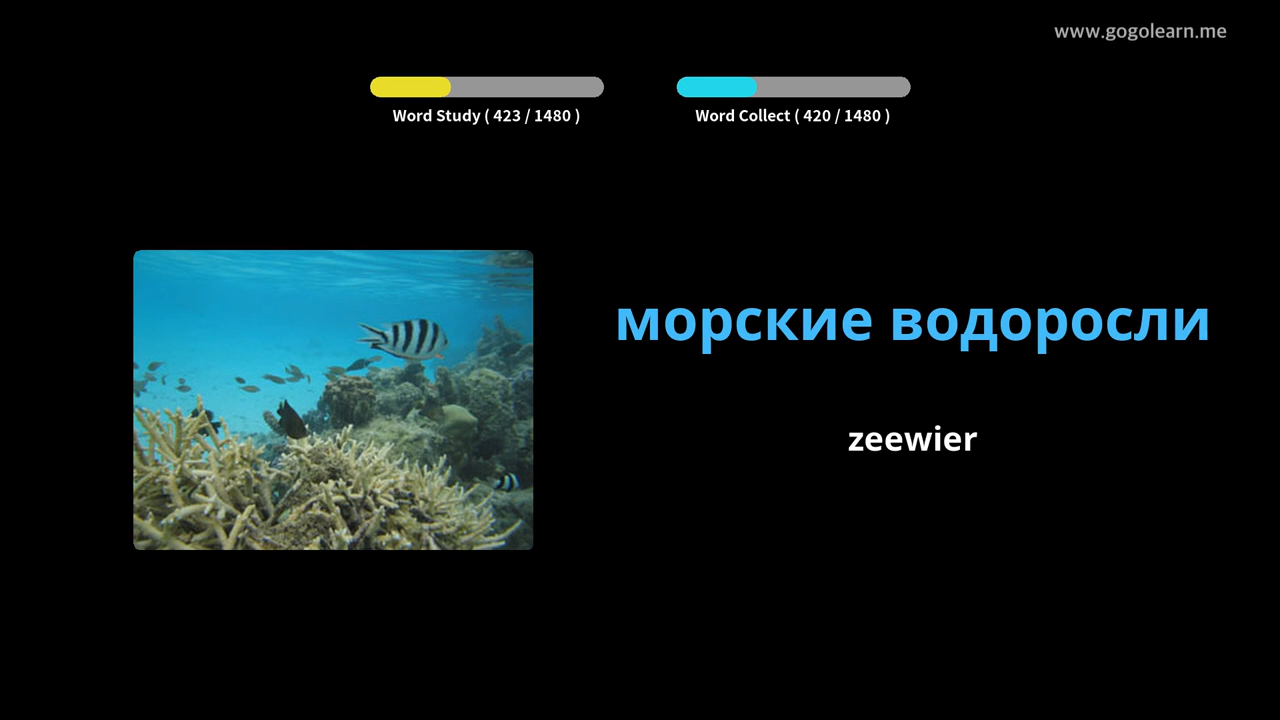 www.gogolearn.me
Word Study ( 423 / 1480 )
Word Collect ( 420 / 1480 )
морские водоросли
zeewier